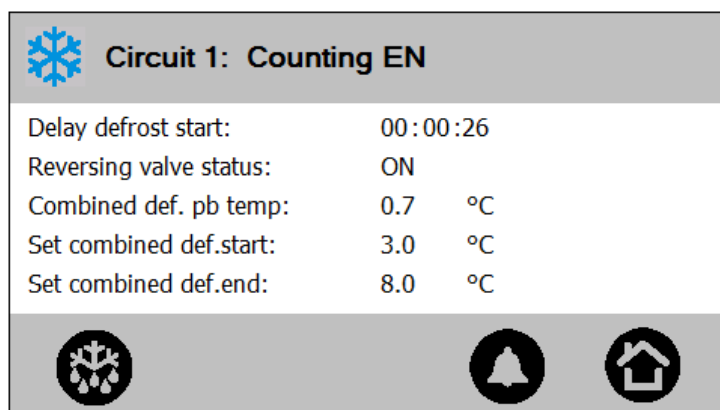 Circuit 1: Counting EN
Delay defrost start: 00:00:26
Reversing valve status: ON
Combined def. pb temp: 0.7 °C
Set combined def.start: 3.0 °C
Set combined def.end: 8.0 °C